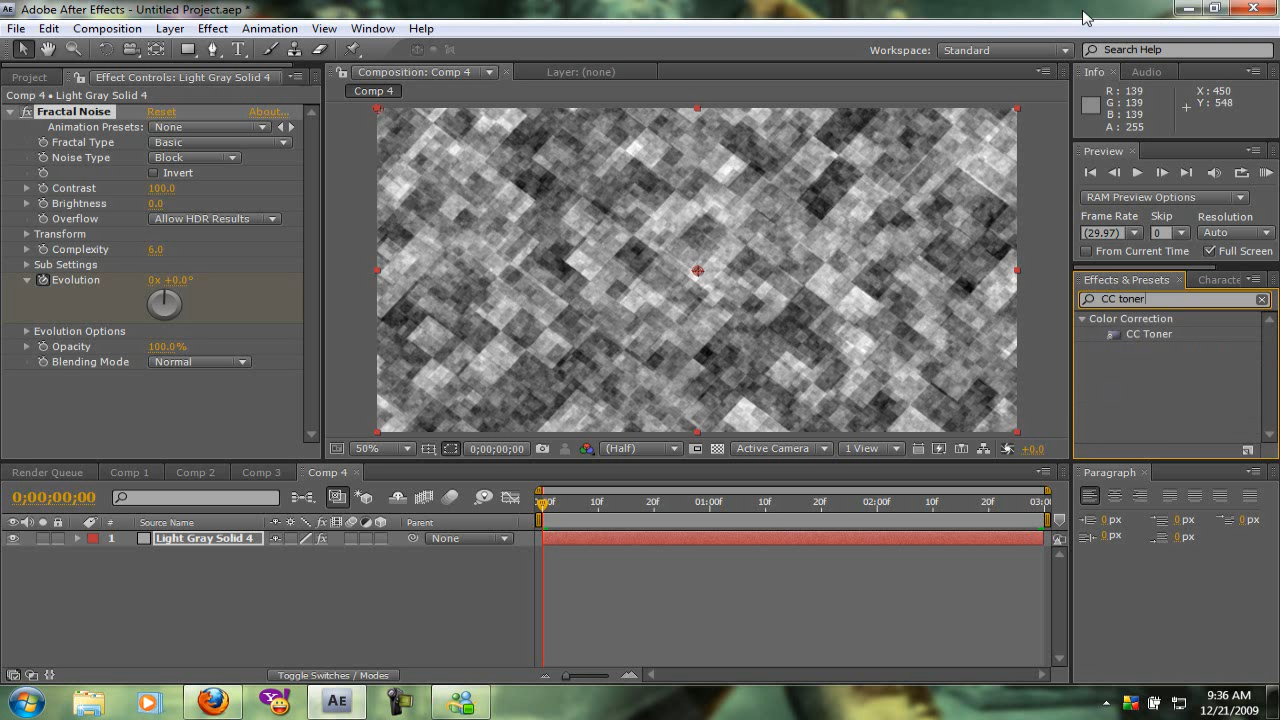 AE Adobe After Effects - Untitled Project.aep *
File Edit Composition Layer Effect Animation View Window Help
T Workspace: Standard Search Help
Project Effect Controls: Light Gray Solid 4
Comp 4 • Light Gray Solid 4
fx Fractal Noise Reset About...
Animation Presets: None
Fractal Type Basic
Noise Type Block
Invert
Contrast 100.0
Brightness 0.0
Overflow Allow HDR Results
Transform
Complexity 6.0
Sub Settings
Evolution 0x +0.0°
Evolution Options
Opacity 100.0%
Blending Mode Normal
Composition: Comp 4 Layer: (none)
Comp 4
50% 0;00;00;00 (Half) Active Camera 1 View +0.0
Info Audio
R: 139 X: 450
G: 139 Y: 548
B: 139
A: 255
Preview
RAM Preview Options
Frame Rate Skip Resolution
(29.97) 0 Auto
From Current Time Full Screen
Effects & Presets Characte
CC toner
Color Correction
CC Toner
Render Queue Comp 1 Comp 2 Comp 3 Comp 4
0;00;00;00
# Source Name fx Parent
1 Light Gray Solid 4 fx None
10f 20f 01:00f 10f 20f 02:00f 10f 20f 03:0
Toggle Switches / Modes
Paragraph
0 px 0 px 0 px
0 px 0 px
AE
9:36 AM
12/21/2009